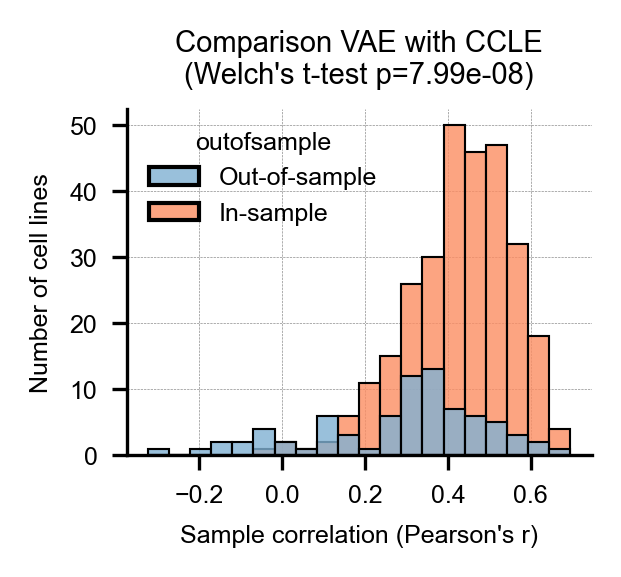 Comparison VAE with CCLE
(Welch's t-test p=7.99e-08)
50
outofsample
Out-of-sample
40
In-sample
30
20
10
0
Number of cell lines
−0.2 0.0 0.2 0.4 0.6
Sample correlation (Pearson's r)